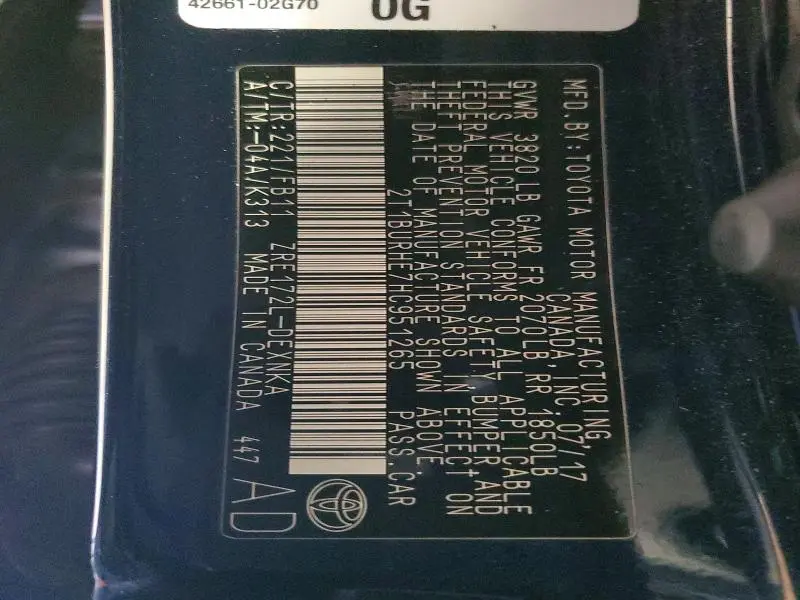 42661-02G70
0G
MFD. BY:TOYOTA MOTOR MANUFACTURING
CANADA, INC. 07/17
GVWR 3820LB GAWR FR 2070LB, RR 1850LB
THIS VEHICLE CONFORMS TO ALL APPLICABLE
FEDERAL MOTOR VEHICLE SAFETY, BUMPER AND
THEFT PREVENTION STANDARDS IN EFFECT ON
THE DATE OF MANUFACTURE SHOWN ABOVE.
2T1BURHE7HC951265 PASS.CAR
C/TR:221/FB11 ZRE172L-DEXNKA
A/TM:-04A/K313 MADE IN CANADA 447
AD